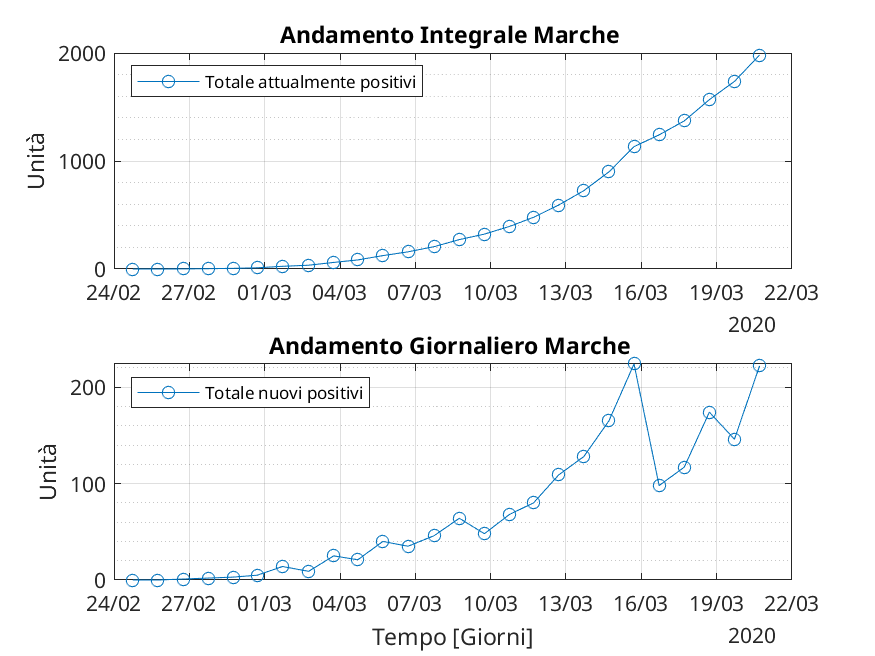 Andamento Integrale Marche
Totale attualmente positivi
Unità
2000
1000
0
24/02 27/02 01/03 04/03 07/03 10/03 13/03 16/03 19/03 22/03
2020
Andamento Giornaliero Marche
Totale nuovi positivi
Unità
200
100
0
24/02 27/02 01/03 04/03 07/03 10/03 13/03 16/03 19/03 22/03
Tempo [Giorni]
2020